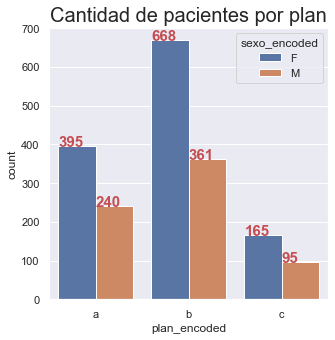 Cantidad de pacientes por plan
sexo_encoded
F
M
700
600
500
400
300
200
100
0
count
395
240
668
361
165
95
a
b
c
plan_encoded